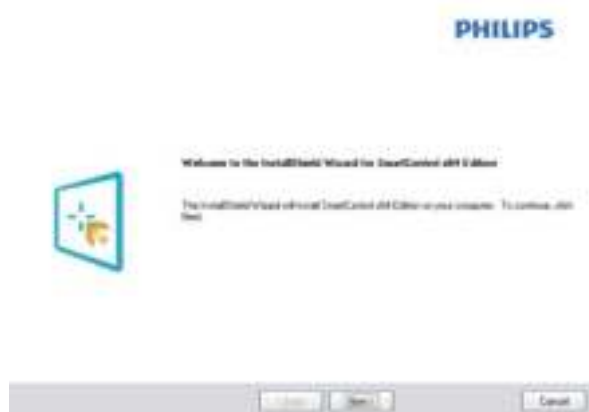 PHILIPS
Welcome to the InstallShield Wizard for SmartControl x64 Edition
The InstallShield Wizard will install SmartControl x64 Edition on your computer. To continue, click
Next.
Next
Cancel